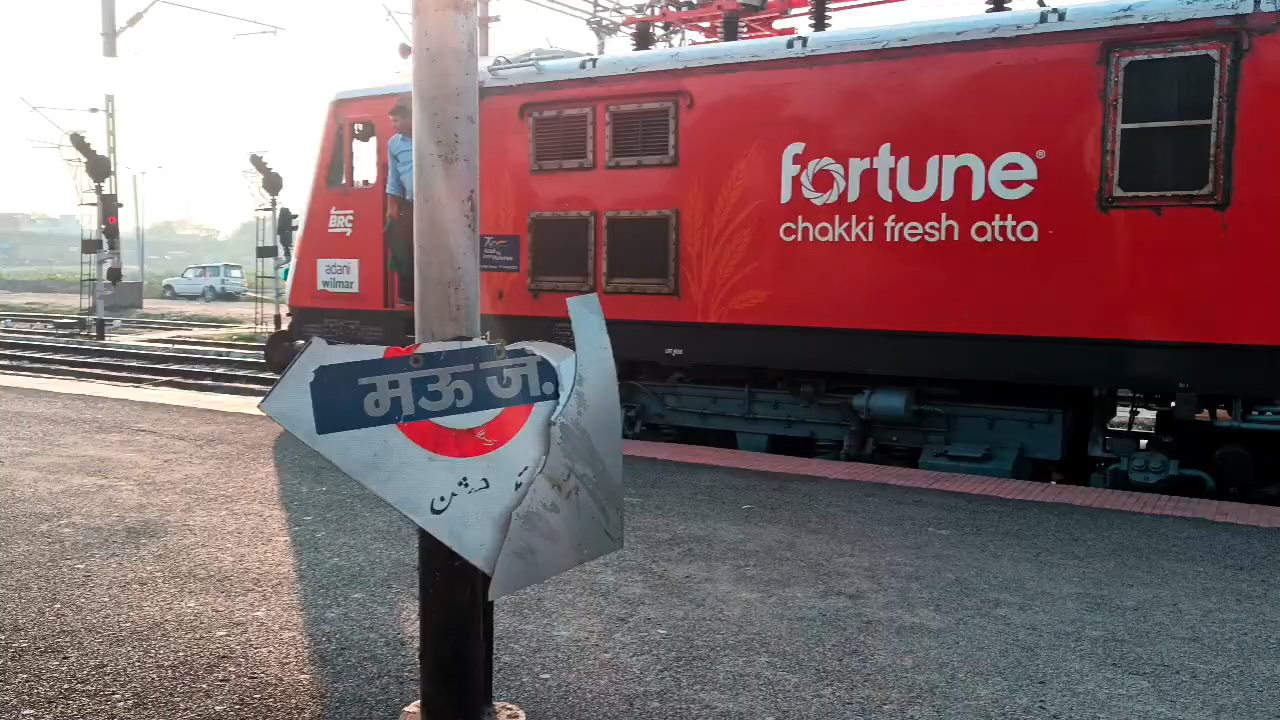 fortune®
chakki fresh atta
BRC
adani
wilmar
मऊ ज.